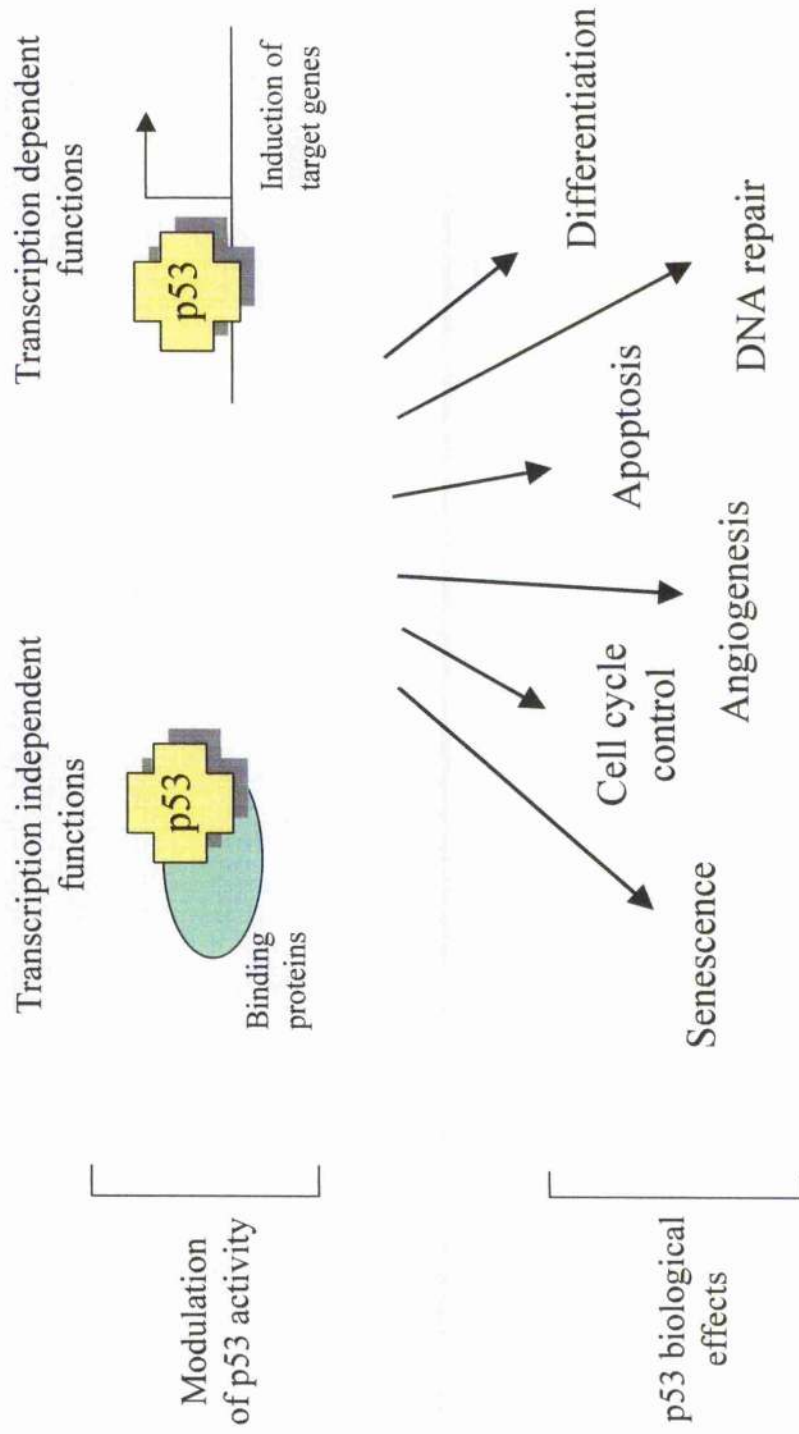 Transcription independent
functions
Transcription dependent
functions
Modulation
of p53 activity
p53
Binding
proteins
p53
Induction of
target genes
p53 biological
effects
Senescence
Cell cycle
control
Angiogenesis
Apoptosis
DNA repair
Differentiation